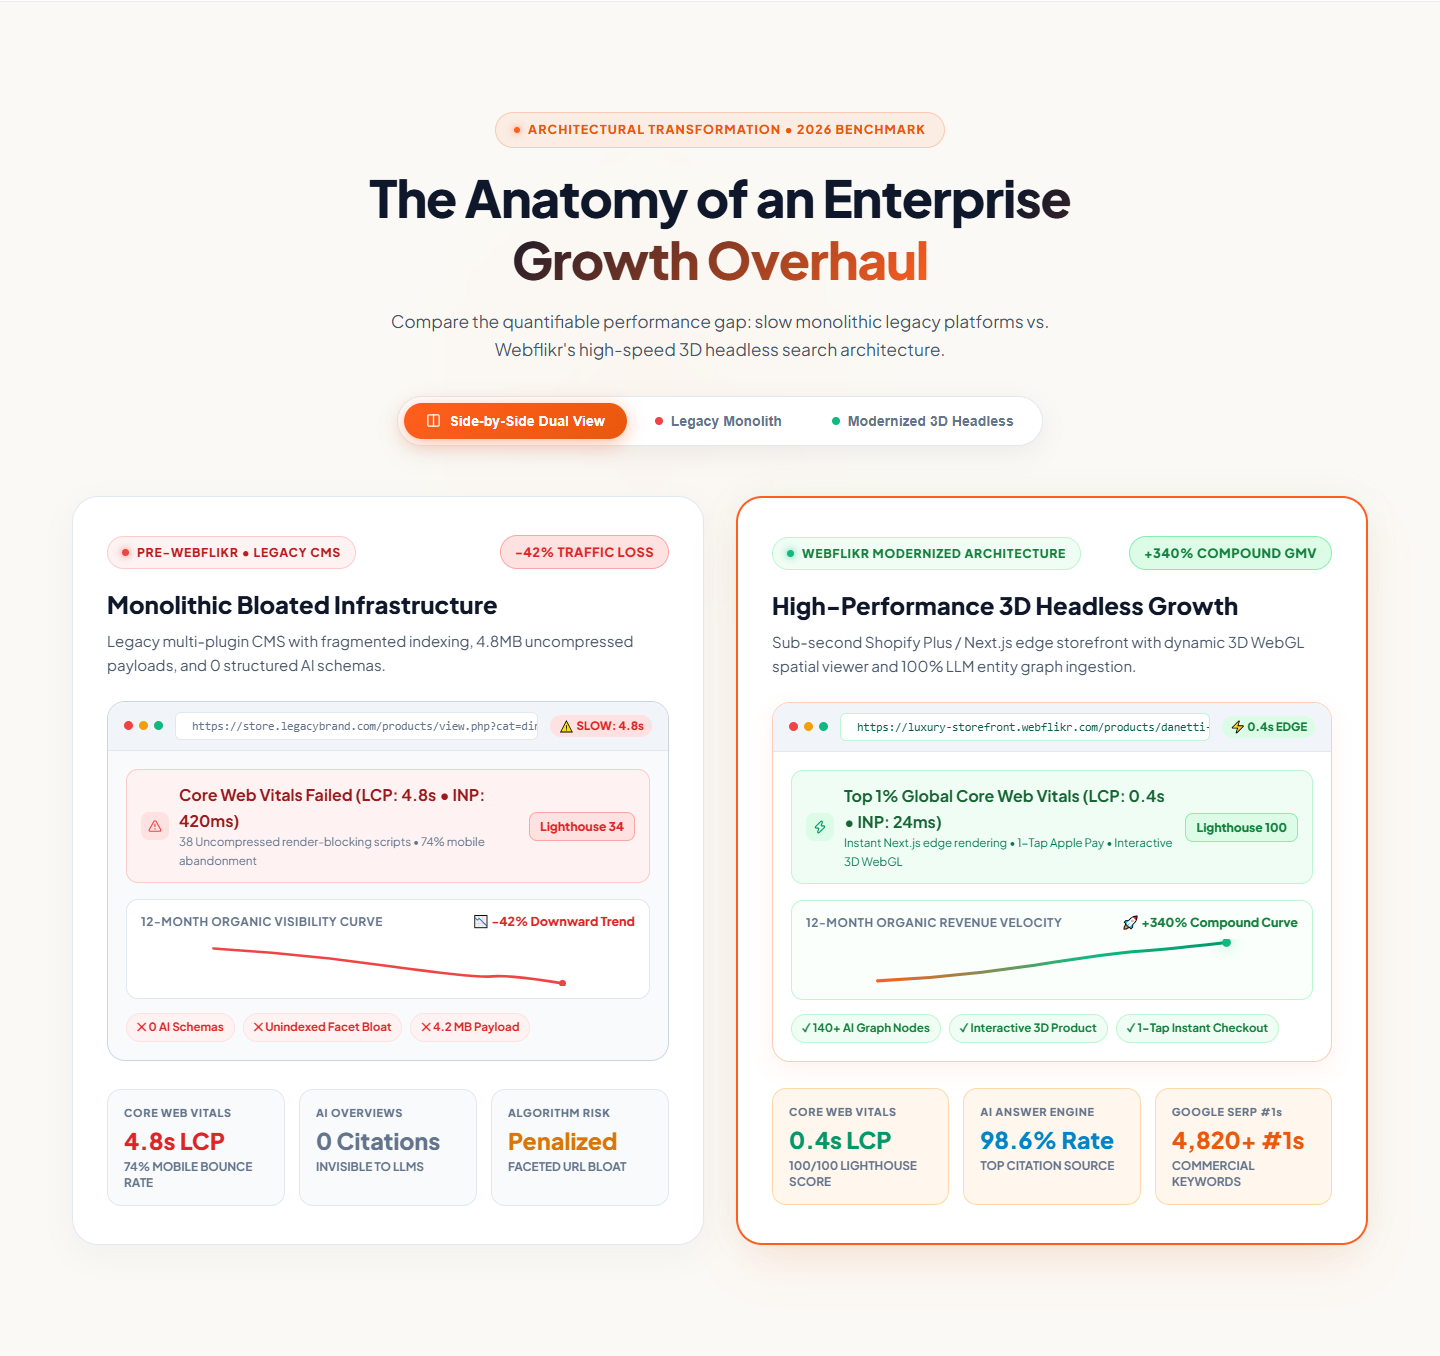 ARCHITECTURAL TRANSFORMATION • 2026 BENCHMARK
The Anatomy of an Enterprise
Growth Overhaul
Compare the quantifiable performance gap: slow monolithic legacy platforms vs.
Webflikr's high-speed 3D headless search architecture.
Side-by-Side Dual View
Legacy Monolith
Modernized 3D Headless
PRE-WEBFLIKR • LEGACY CMS
-42% TRAFFIC LOSS
Monolithic Bloated Infrastructure
Legacy multi-plugin CMS with fragmented indexing, 4.8MB uncompressed
payloads, and 0 structured AI schemas.
https://store.legacybrand.com/products/view.php?cat=din
⚠️ SLOW: 4.8s
Core Web Vitals Failed (LCP: 4.8s • INP:
420ms)
38 Uncompressed render-blocking scripts • 74% mobile
abandonment
Lighthouse 34
12-MONTH ORGANIC VISIBILITY CURVE
📉 -42% Downward Trend
✕ 0 AI Schemas
✕ Unindexed Facet Bloat
✕ 4.2 MB Payload
CORE WEB VITALS
4.8s LCP
74% MOBILE BOUNCE
RATE
AI OVERVIEWS
0 Citations
INVISIBLE TO LLMS
ALGORITHM RISK
Penalized
FACETED URL BLOAT
WEBFLIKR MODERNIZED ARCHITECTURE
+340% COMPOUND GMV
High-Performance 3D Headless Growth
Sub-second Shopify Plus / Next.js edge storefront with dynamic 3D WebGL
spatial viewer and 100% LLM entity graph ingestion.
https://luxury-storefront.webflikr.com/products/danetti-
⚡ 0.4s EDGE
Top 1% Global Core Web Vitals (LCP: 0.4s
• INP: 24ms)
Instant Next.js edge rendering • 1-Tap Apple Pay • Interactive
3D WebGL
Lighthouse 100
12-MONTH ORGANIC REVENUE VELOCITY
🚀 +340% Compound Curve
✓ 140+ AI Graph Nodes
✓ Interactive 3D Product
✓ 1-Tap Instant Checkout
CORE WEB VITALS
0.4s LCP
100/100 LIGHTHOUSE
SCORE
AI ANSWER ENGINE
98.6% Rate
TOP CITATION SOURCE
GOOGLE SERP #1s
4,820+ #1s
COMMERCIAL
KEYWORDS